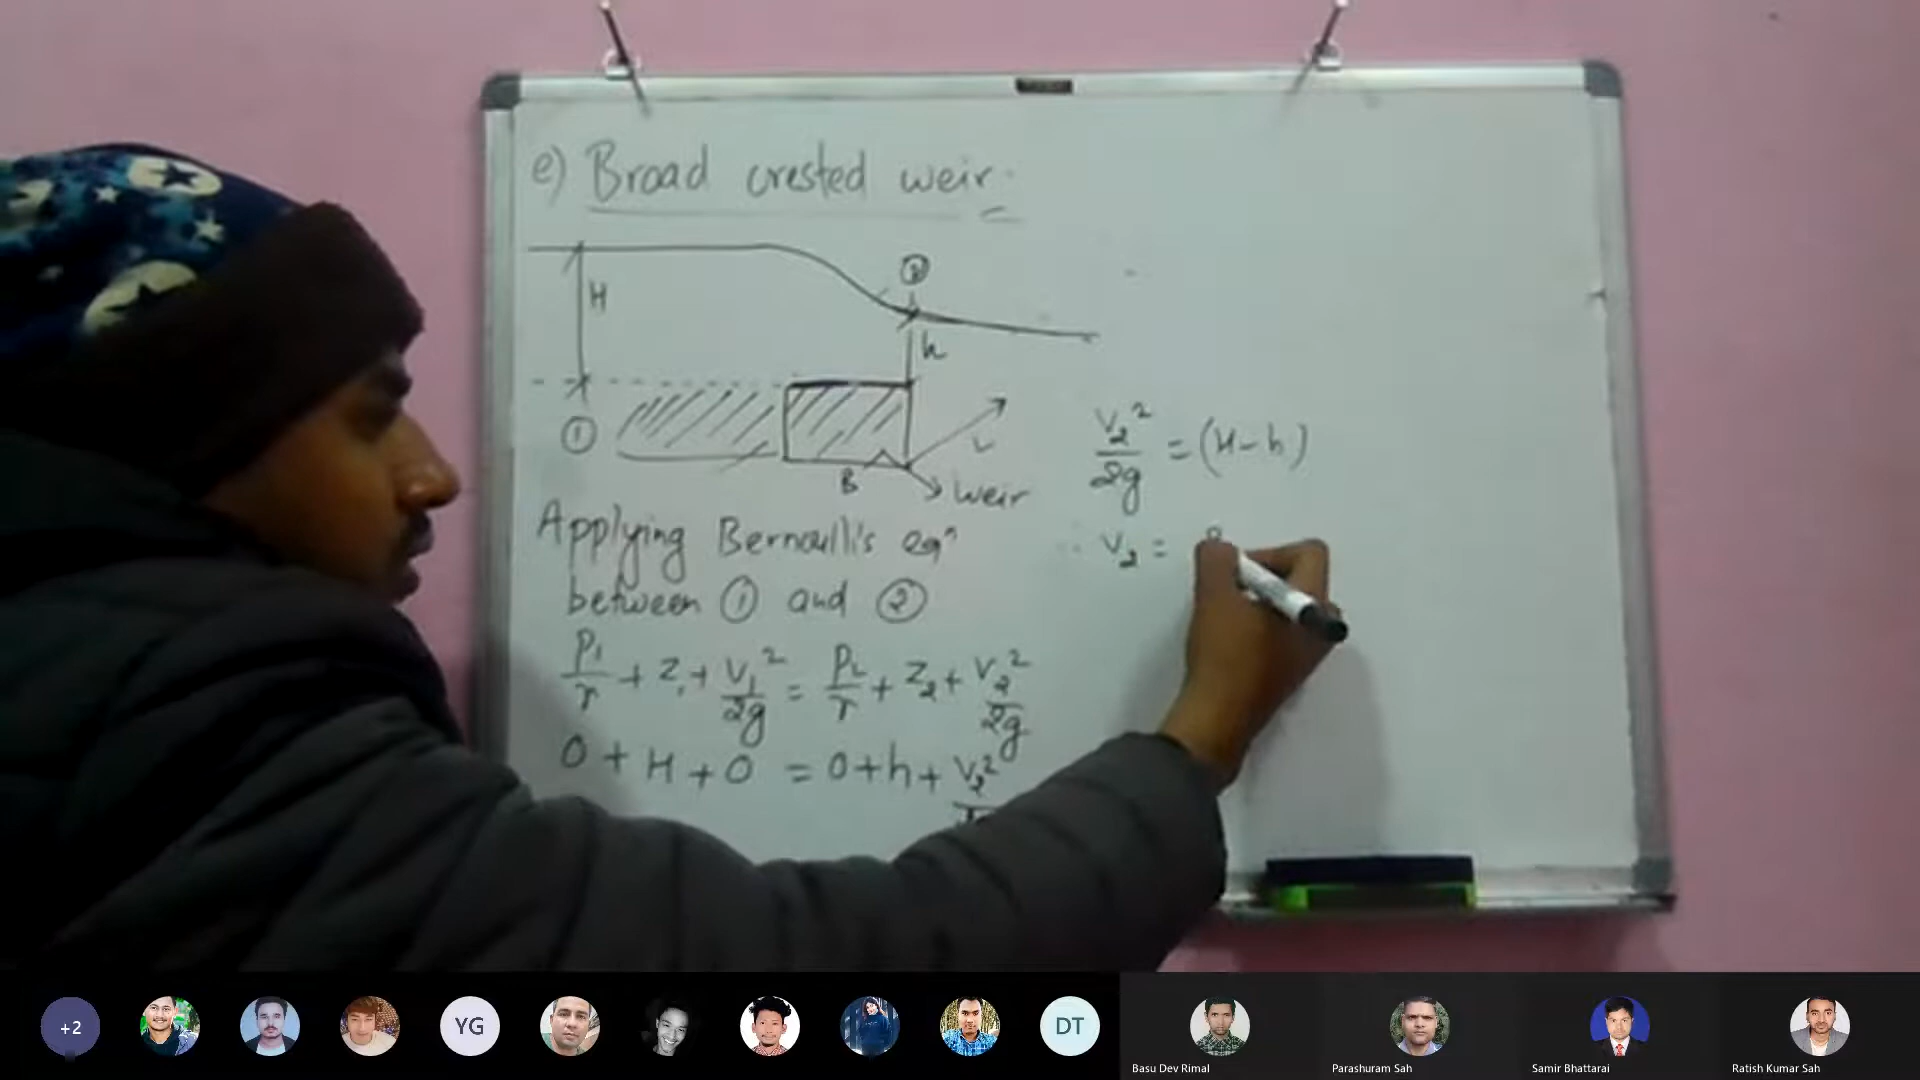 e) Broad crested weir
②
H
h
①
L
B
weir
Applying Bernoulli's eqⁿ
between ① and ②
P₁/r + Z₁ + V₁²/2g = P₂/r + Z₂ + V₂²/2g
0 + H + 0 = 0 + h + V₂²
V₂²/2g = (H - h)
∴ V₂ =
+2
YG
DT
Basu Dev Rimal
Parashuram Sah
Samir Bhattarai
Ratish Kumar Sah